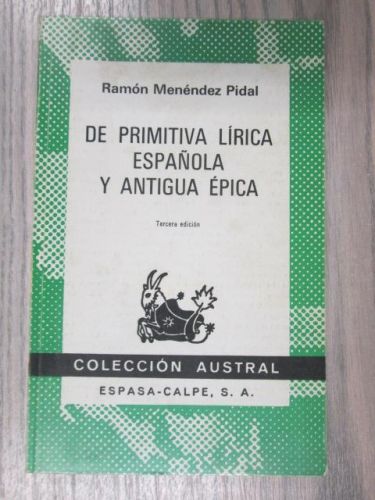 Ramón Menéndez Pidal
DE PRIMITIVA LÍRICA
ESPAÑOLA
Y ANTIGUA ÉPICA
Tercera edición
COLECCIÓN AUSTRAL
ESPASA-CALPE, S. A.